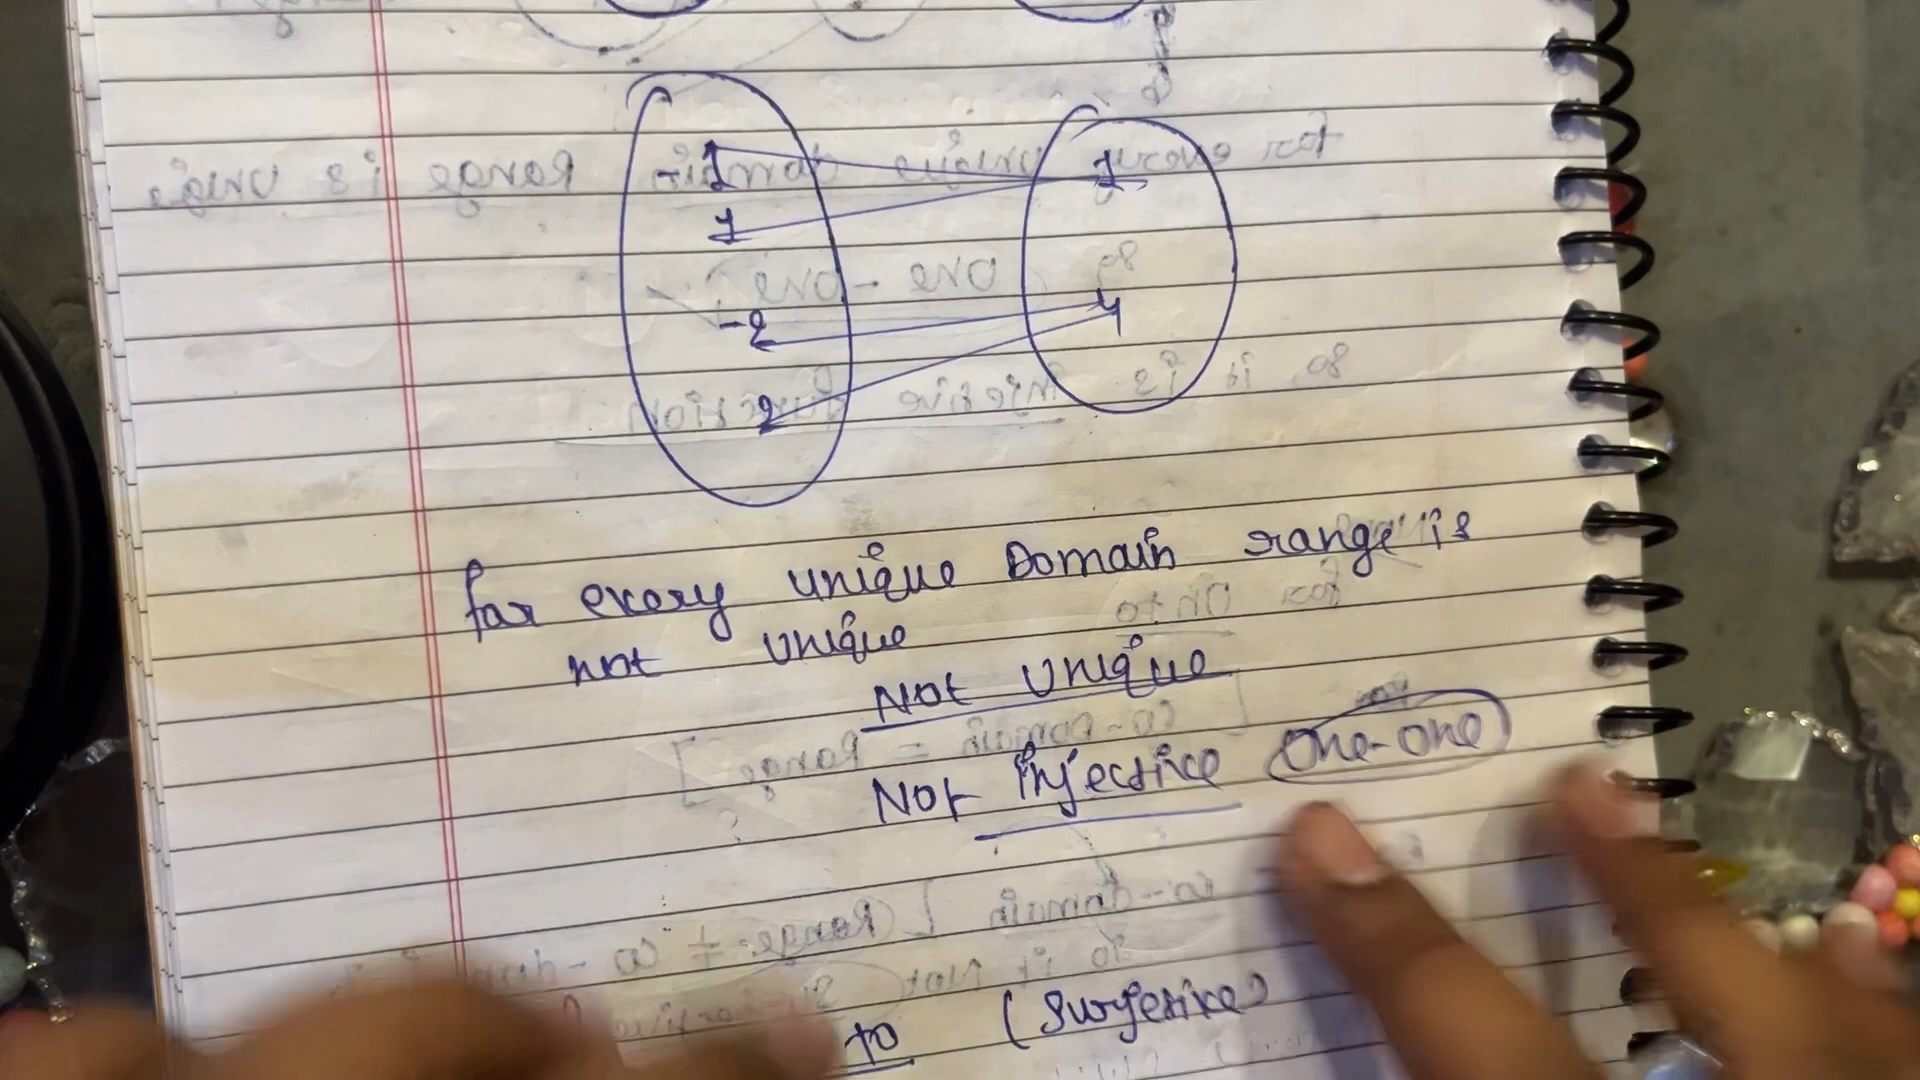 1 1
1
-2 4
2
for every unique Domain range is
not unique
Not unique
Not injective one-one
to (Surjective)